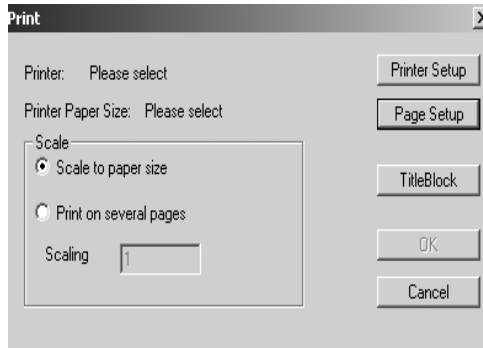 Print
Printer: Please select
Printer Setup
Printer Paper Size: Please select
Page Setup
Scale
Scale to paper size
TitleBlock
Print on several pages
OK
Scaling 1
Cancel